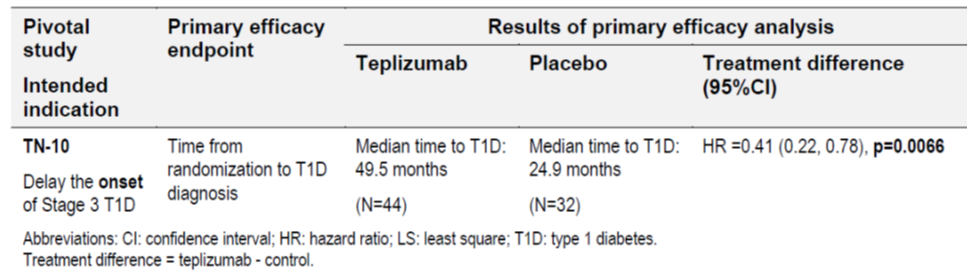 Pivotal study
Intended indication
Primary efficacy endpoint
Results of primary efficacy analysis
Teplizumab
Placebo
Treatment difference (95%CI)
TN-10
Delay the onset of Stage 3 T1D
Time from randomization to T1D diagnosis
Median time to T1D: 49.5 months
(N=44)
Median time to T1D: 24.9 months
(N=32)
HR =0.41 (0.22, 0.78), p=0.0066
Abbreviations: CI: confidence interval; HR: hazard ratio; LS: least square; T1D: type 1 diabetes.
Treatment difference = teplizumab - control.